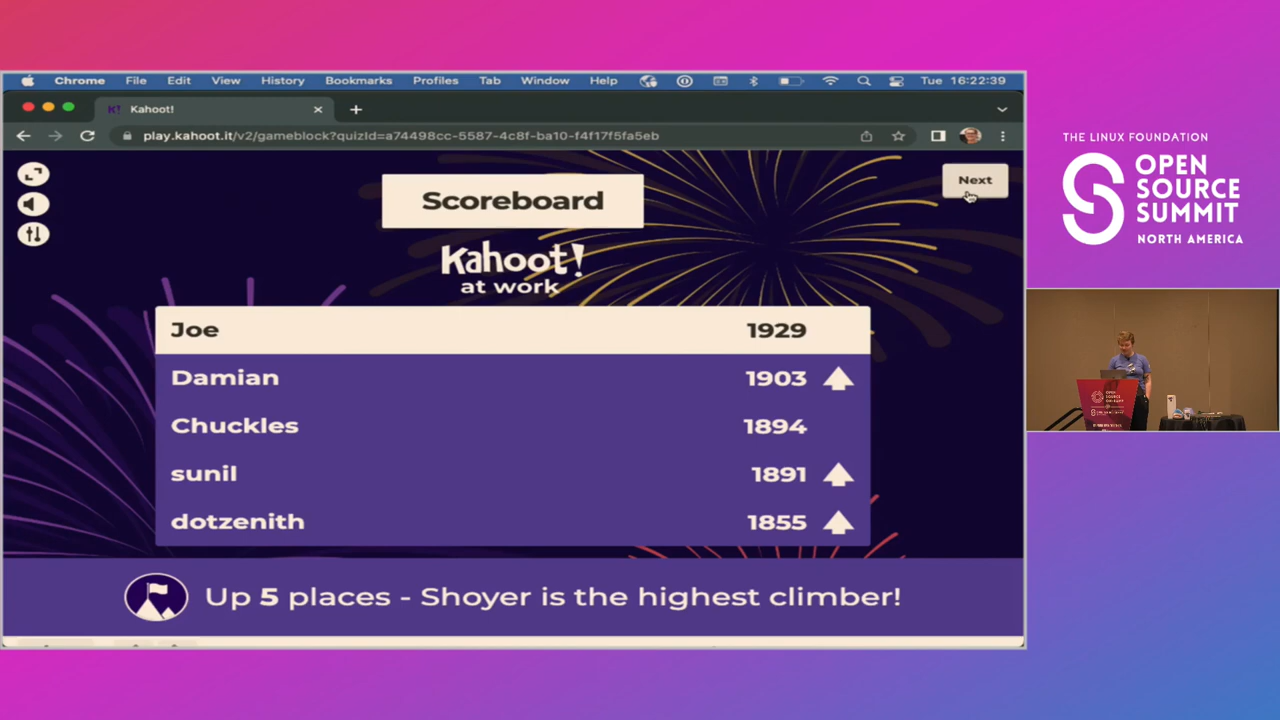 Chrome File Edit View History Bookmarks Profiles Tab Window Help Tue 16:22:39
Kahoot!
play.kahoot.it/v2/gameblock?quizId=a74498cc-5587-4c8f-ba10-f4f17f5fa5eb
Next
Scoreboard
Kahoot!
at work
Joe 1929
Damian 1903
Chuckles 1894
sunil 1891
dotzenith 1855
Up 5 places - Shoyer is the highest climber!
THE LINUX FOUNDATION
OPEN
SOURCE
SUMMIT
NORTH AMERICA